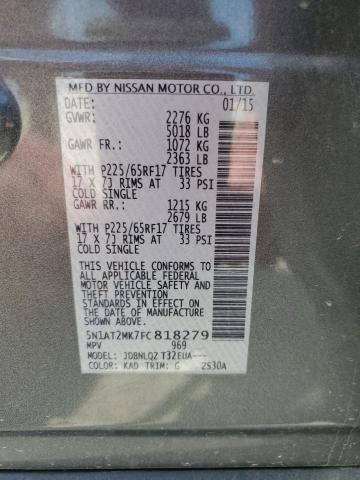 MFD BY NISSAN MOTOR CO., LTD.
DATE: 01/15
GVWR: 2276 KG
5018 LB
GAWR FR.: 1072 KG
2363 LB
WITH P225/65RF17 TIRES
17 X 7J RIMS AT 33 PSI
COLD SINGLE
GAWR RR.: 1215 KG
2679 LB
WITH P225/65RF17 TIRES
17 X 7J RIMS AT 33 PSI
COLD SINGLE
THIS VEHICLE CONFORMS TO
ALL APPLICABLE FEDERAL
MOTOR VEHICLE SAFETY
AND THEFT PREVENTION
STANDARDS IN EFFECT ON
THE DATE OF MANUFACTURE
SHOWN ABOVE.
5N1AT2MK7FC818279
MPV 969
MODEL: JDBNLQZ T32EUA---
COLOR: KAD TRIM: G 2S30A